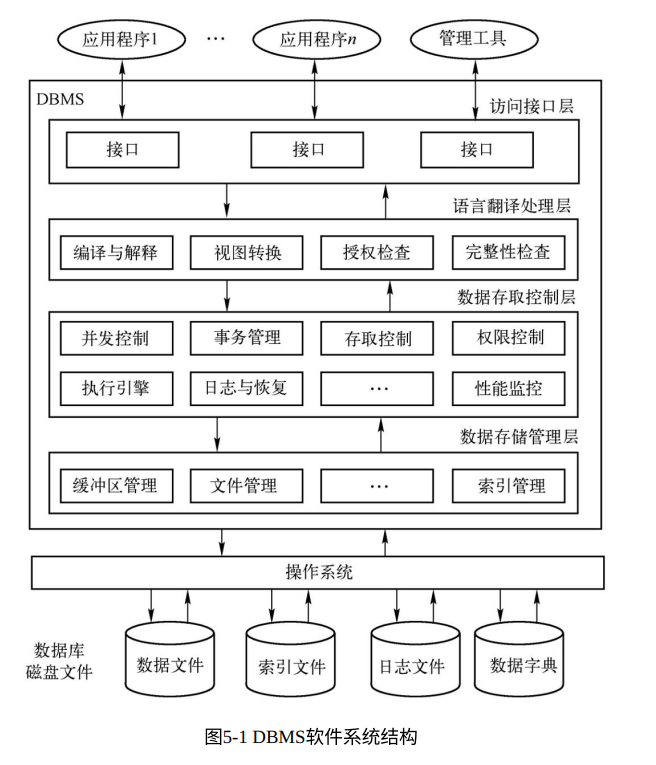 应用程序1 … 应用程序n 管理工具
DBMS
访问接口层
接口 接口 接口
语言翻译处理层
编译与解释 视图转换 授权检查 完整性检查
数据存取控制层
并发控制 事务管理 存取控制 权限控制
执行引擎 日志与恢复 … 性能监控
数据存储管理层
缓冲区管理 文件管理 … 索引管理
操作系统
数据库
磁盘文件
数据文件 索引文件 日志文件 数据字典
图5-1 DBMS软件系统结构